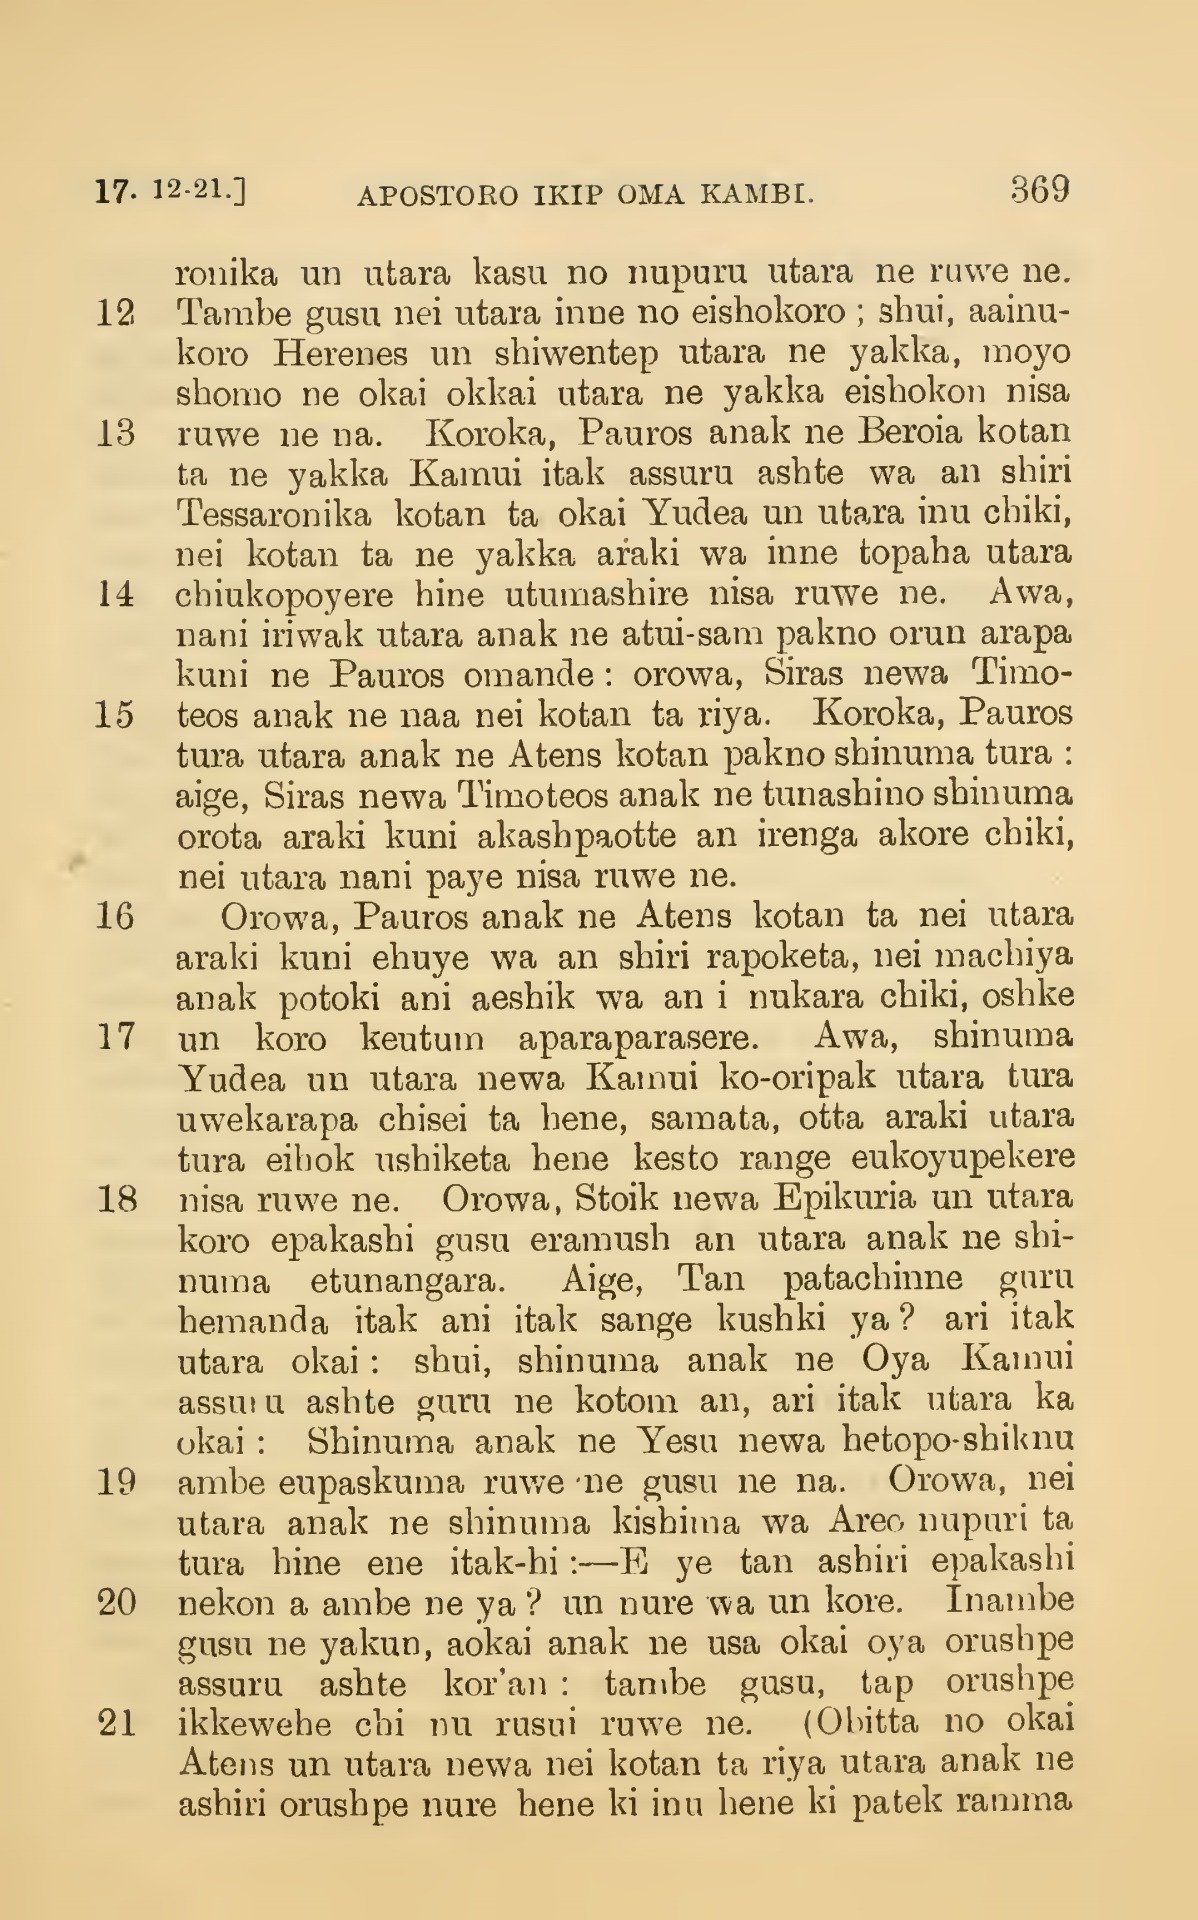 17. 12-21.] APOSTORO IKIP OMA KAMBI. 369
ronika un utara kasu no nupuru utara ne ruwe ne.
12 Tambe gusu nei utara inne no eishokoro ; shui, aainu-
koro Herenes un shiwentep utara ne yakka, moyo
shomo ne okai okkai utara ne yakka eishokon nisa
13 ruwe ne na. Koroka, Pauros anak ne Beroia kotan
ta ne yakka Kamui itak assuru ashte wa an shiri
Tessaronika kotan ta okai Yudea un utara inu chiki,
nei kotan ta ne yakka araki wa inne topaha utara
14 chiukopoyere hine utumashire nisa ruwe ne. Awa,
nani iriwak utara anak ne atui-sam pakno orun arapa
kuni ne Pauros omande : orowa, Siras newa Timo-
15 teos anak ne naa nei kotan ta riya. Koroka, Pauros
tura utara anak ne Atens kotan pakno shinuma tura :
aige, Siras newa Timoteos anak ne tunashino shinuma
orota araki kuni akashpaotte an irenga akore chiki,
nei utara nani paye nisa ruwe ne.
16 Orowa, Pauros anak ne Atens kotan ta nei utara
araki kuni ehuye wa an shiri rapoketa, nei machiya
anak potoki ani aeshik wa an i nukara chiki, oshke
17 un koro keutum aparaparasere. Awa, shinuma
Yudea un utara newa Kamui ko-oripak utara tura
uwekarapa chisei ta hene, samata, otta araki utara
tura eihok ushiketa hene kesto range eukoyupekere
18 nisa ruwe ne. Orowa, Stoik newa Epikuria un utara
koro epakashi gusu eramush an utara anak ne shi-
numa etunangara. Aige, Tan patachinne guru
hemanda itak ani itak sange kushki ya ? ari itak
utara okai : shui, shinuma anak ne Oya Kamui
assuru ashte guru ne kotom an, ari itak utara ka
okai : Shinuma anak ne Yesu newa hetopo-shiknu
19 ambe eupaskuma ruwe ne gusu ne na. Orowa, nei
utara anak ne shinuma kishima wa Areo nupuri ta
tura hine ene itak-hi :—E ye tan ashiri epakashi
20 nekon a ambe ne ya ? un nure wa un kore. Inambe
gusu ne yakun, aokai anak ne usa okai oya orushpe
assuru ashte kor'an : tambe gusu, tap orushpe
21 ikkewehe chi nu rusui ruwe ne. (Obitta no okai
Atens un utara newa nei kotan ta riya utara anak ne
ashiri orushpe nure hene ki inu hene ki patek ramma